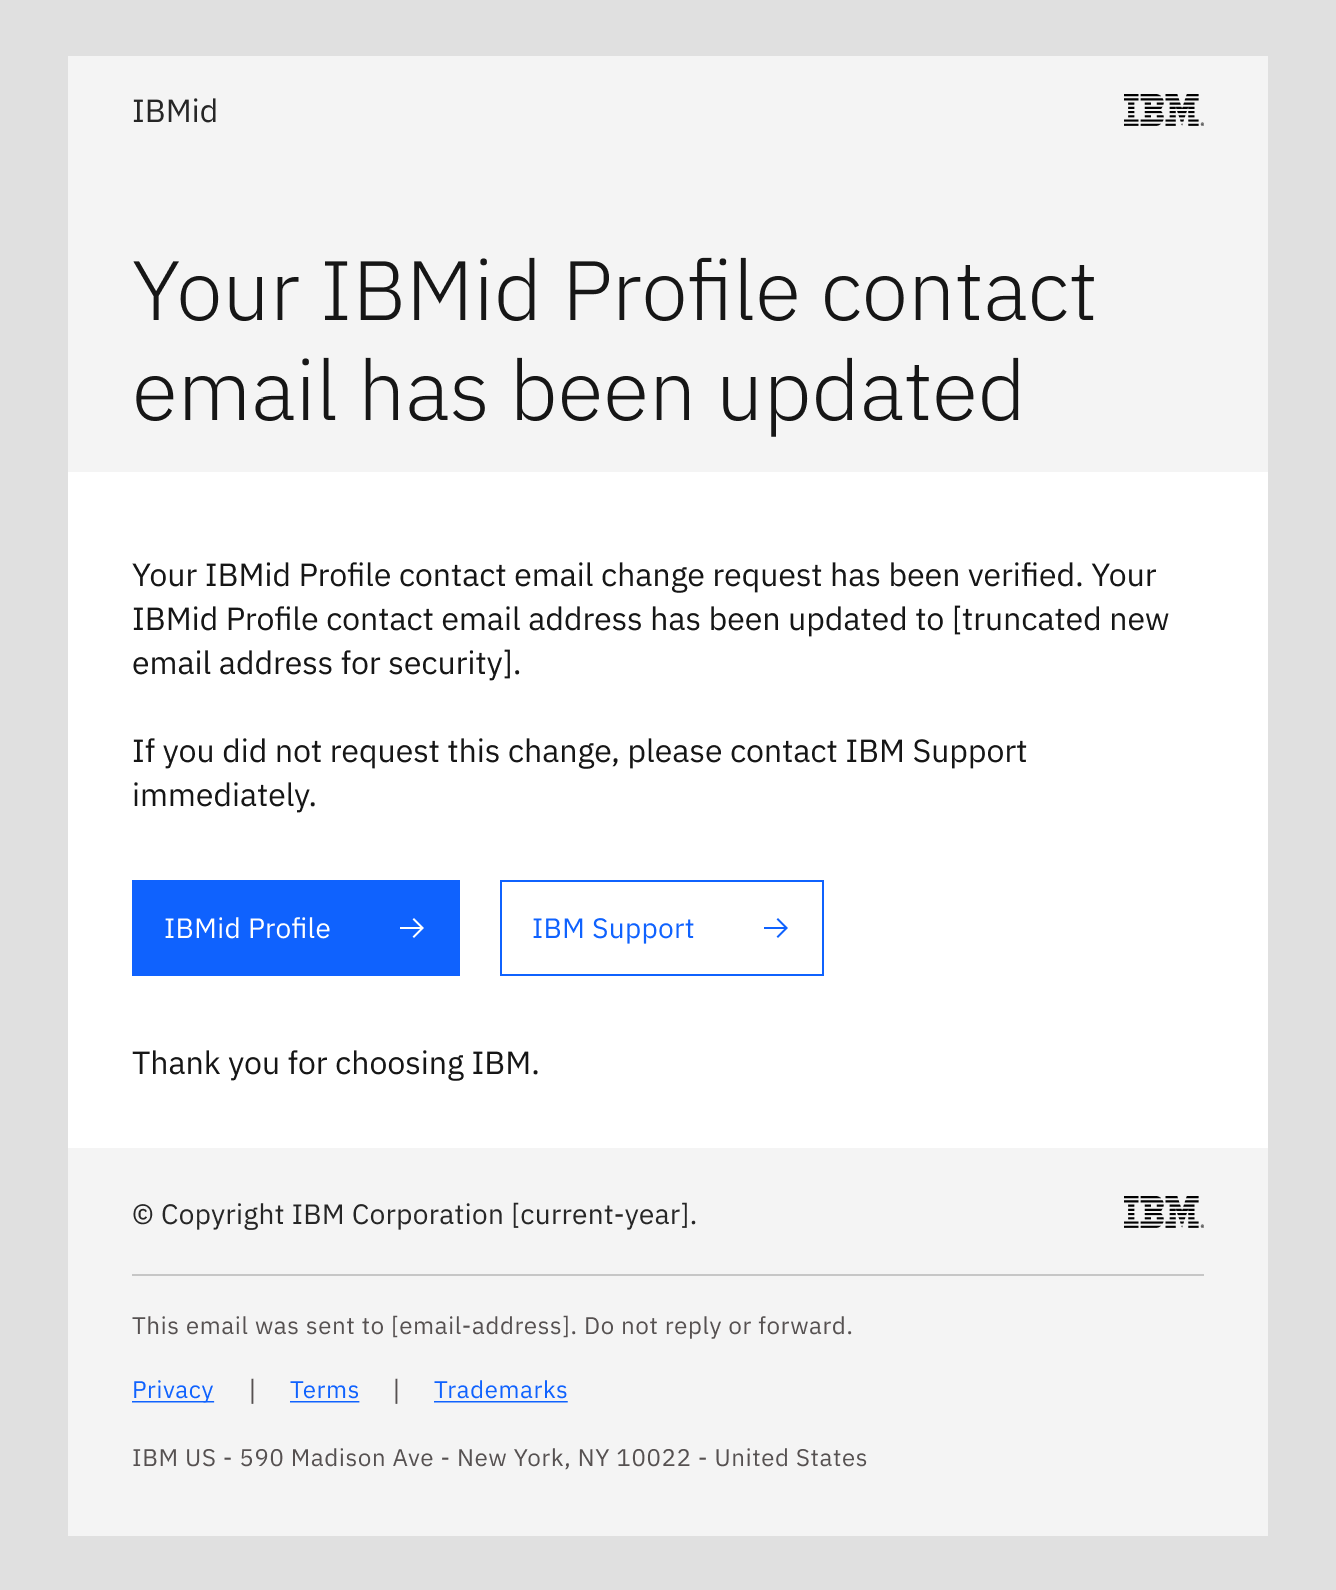 IBMid
IBM
Your IBMid Profile contact
email has been updated
Your IBMid Profile contact email change request has been verified. Your
IBMid Profile contact email address has been updated to [truncated new
email address for security].
If you did not request this change, please contact IBM Support
immediately.
IBMid Profile →
IBM Support →
Thank you for choosing IBM.
© Copyright IBM Corporation [current-year].
IBM
This email was sent to [email-address]. Do not reply or forward.
Privacy | Terms | Trademarks
IBM US - 590 Madison Ave - New York, NY 10022 - United States